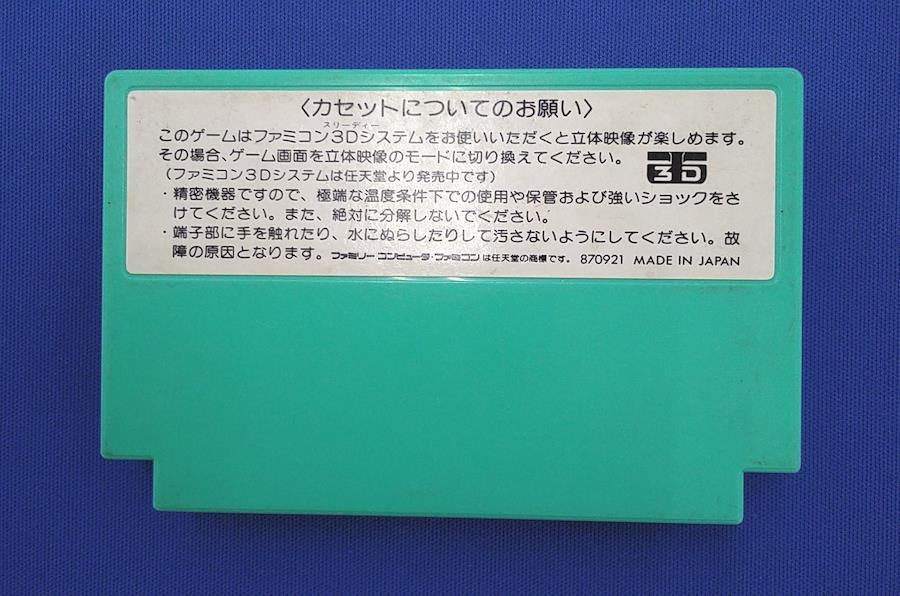 〈カセットについてのお願い〉
スリーディー
このゲームはファミコン3Dシステムをお使いいただくと立体映像が楽しめます。
その場合、ゲーム画面を立体映像のモードに切り換えてください。
3D
(ファミコン3Dシステムは任天堂より発売中です)
・精密機器ですので、極端な温度条件下での使用や保管および強いショックをさ
けてください。また、絶対に分解しないでください。
・端子部に手を触れたり、水にぬらしたりして汚さないようにしてください。故
障の原因となります。ファミリーコンピュータ・ファミコンは任天堂の商標です。 870921 MADE IN JAPAN